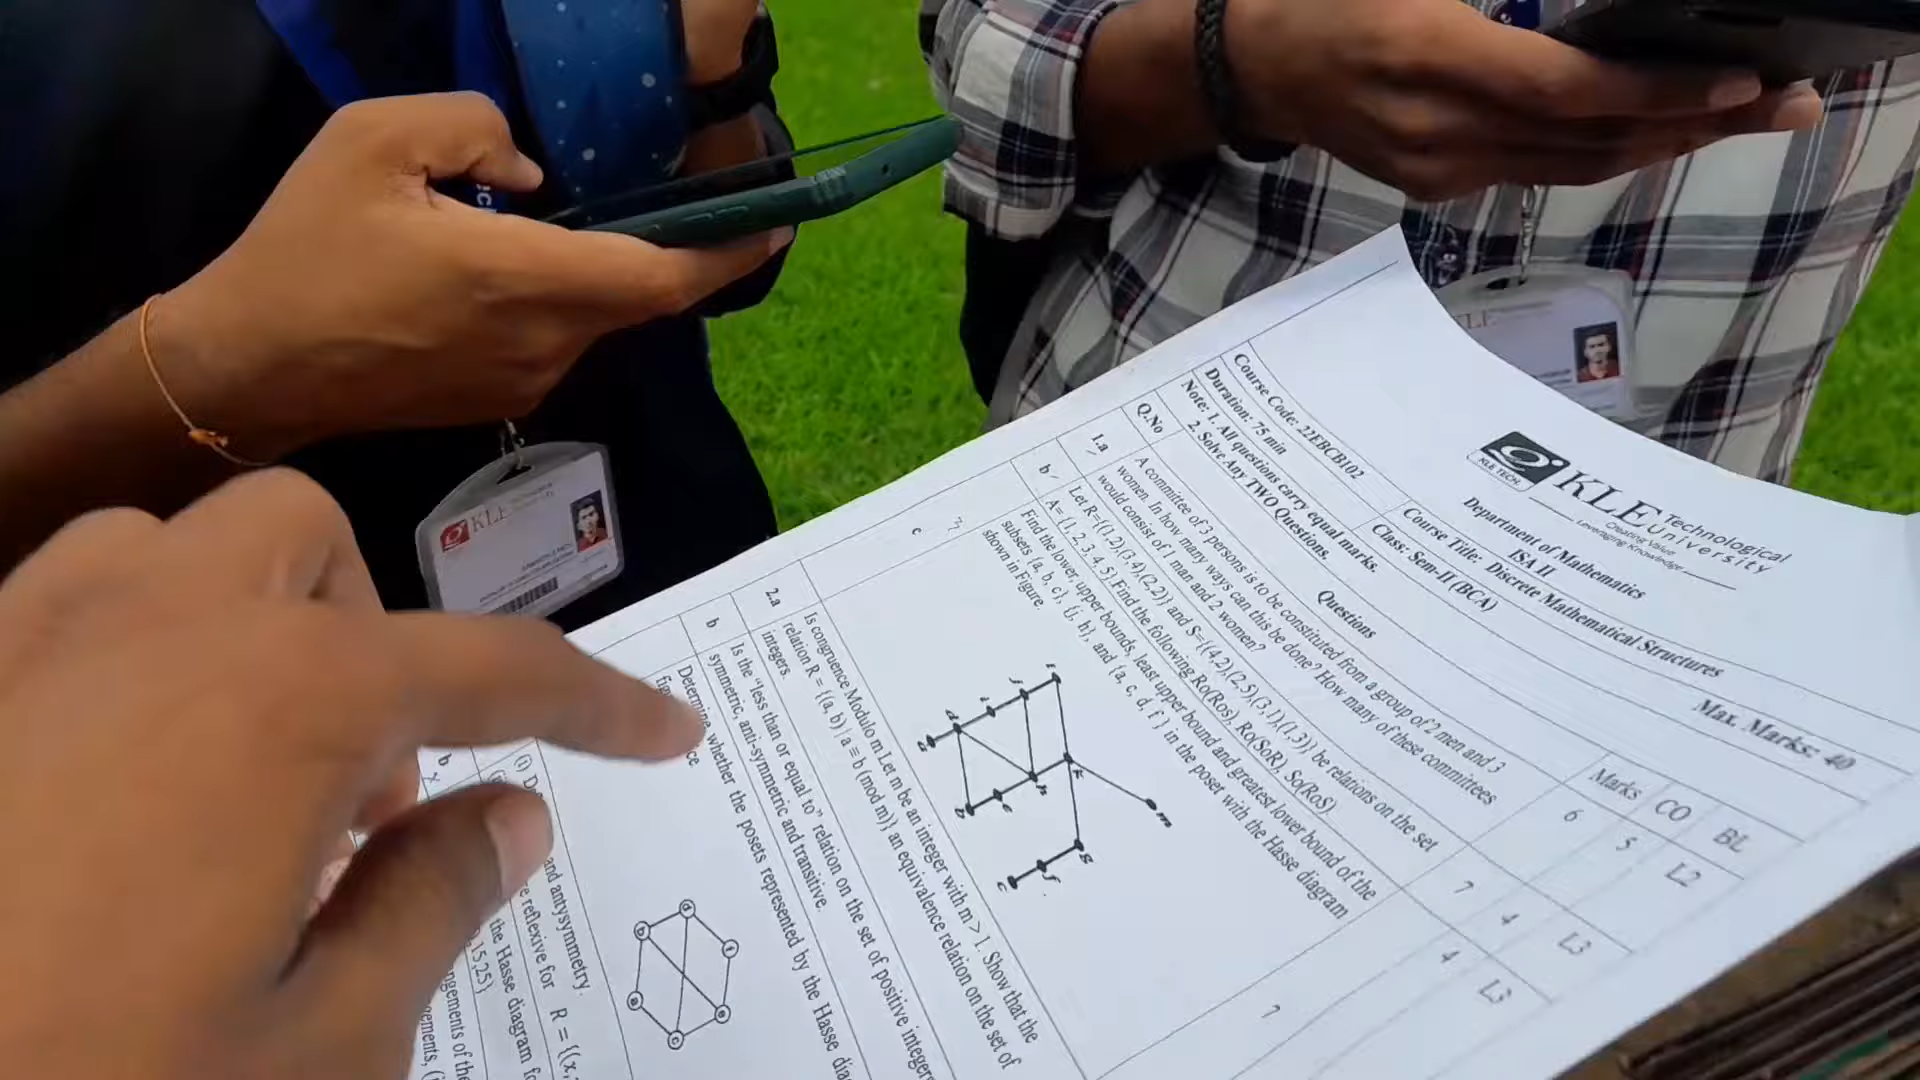 KLE TECH.
KLE Technological
University
Creating Value
Leveraging Knowledge
Department of Mathematics
ISA II
Course Code: 22EBCB102
Course Title: Discrete Mathematical Structures
Duration: 75 min
Class: Sem-II (BCA)
Max. Marks: 40
Note: 1. All questions carry equal marks.
2. Solve Any TWO Questions.
Q.No
Questions
Marks
CO
BL
1.a
A committee of 3 persons is to be constituted from a group of 2 men and 3
women. In how many ways can this be done? How many of these committees
would consist of 1 man and 2 women?
6
5
L2
b
Let R={(1,2),(3,4),(2,2)} and S={(4,2),(2,5),(3,1),(1,3)} be relations on the set
A={1, 2, 3, 4, 5}.Find the following Ro(RoS), Ro(SoR), So(RoS)
7
4
L3
c
Find the lower, upper bounds, least upper bound and greatest lower bound of the
subsets {a, b, c}, {j, h}, and {a, c, d, f } in the poset with the Hasse diagram
shown in Figure.
7
4
L3
2.a
Is congruence Modulo m Let m be an integer with m > 1. Show that the
relation R = {(a, b) | a ≡ b (mod m)} an equivalence relation on the set of
integers.
7
b
Is the "less than or equal to" relation on the set of positive integers
symmetric, anti-symmetric and transitive.
Determine whether the posets represented by the Hasse dia
and antysymmetry.
re reflexive for R = {(x,
the Hasse diagram fo
,15,25}
b
ngements of the
KLE